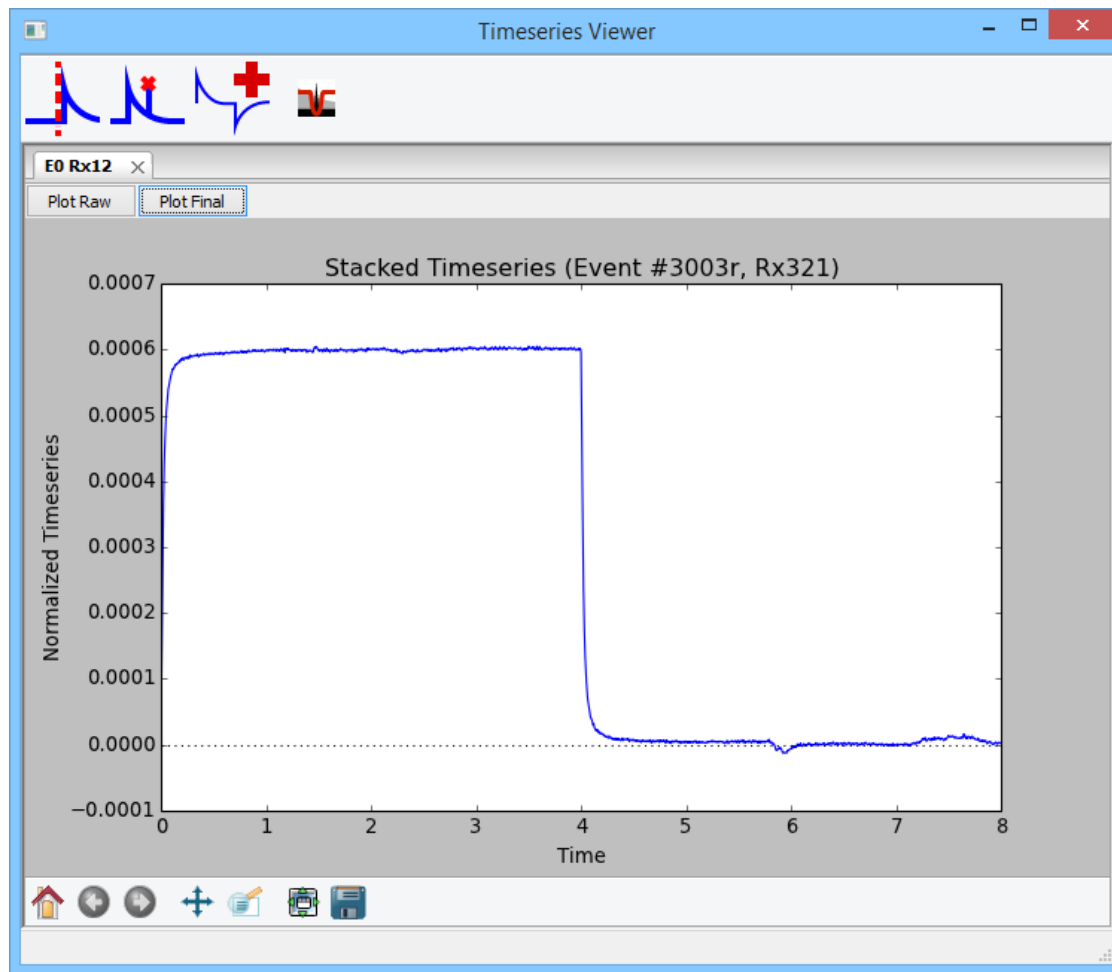 Timeseries Viewer
E0 Rx12
Plot Raw Plot Final
Stacked Timeseries (Event #3003r, Rx321)
Normalized Timeseries
0.0007
0.0006
0.0005
0.0004
0.0003
0.0002
0.0001
0.0000
−0.0001
0 1 2 3 4 5 6 7 8
Time